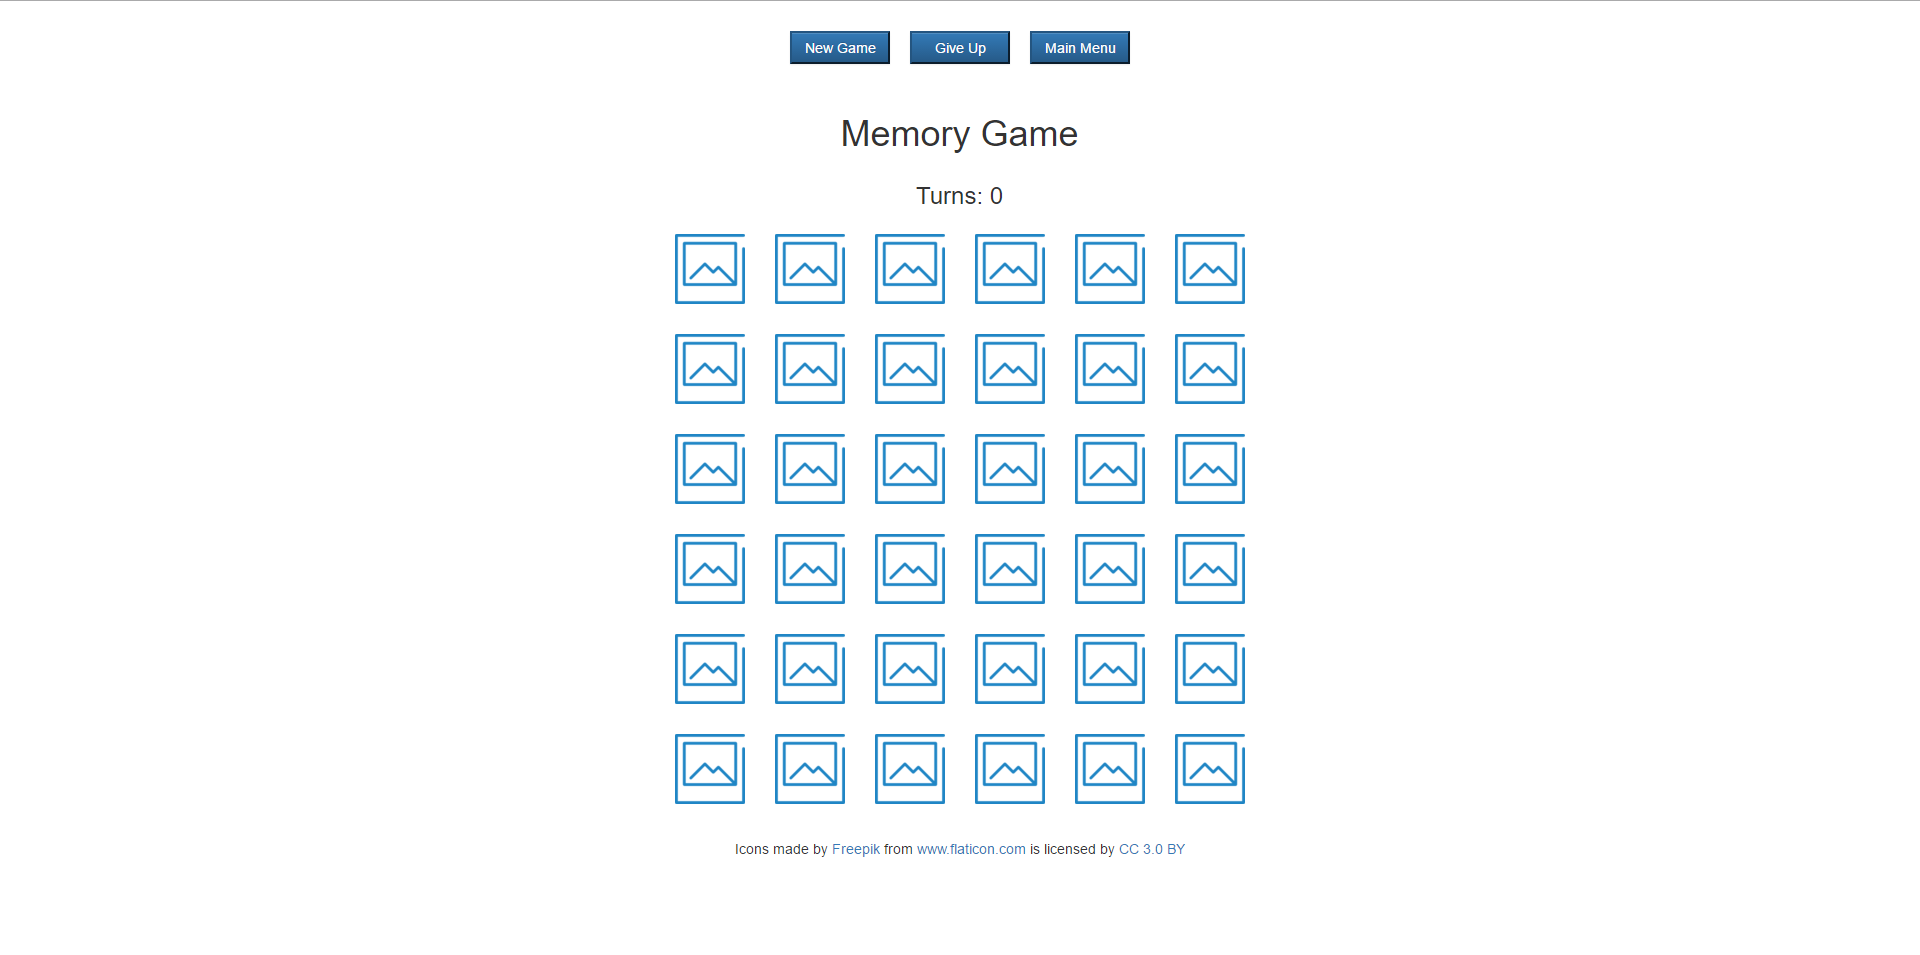 New Game Give Up Main Menu
Memory Game
Turns: 0
Icons made by Freepik from www.flaticon.com is licensed by CC 3.0 BY